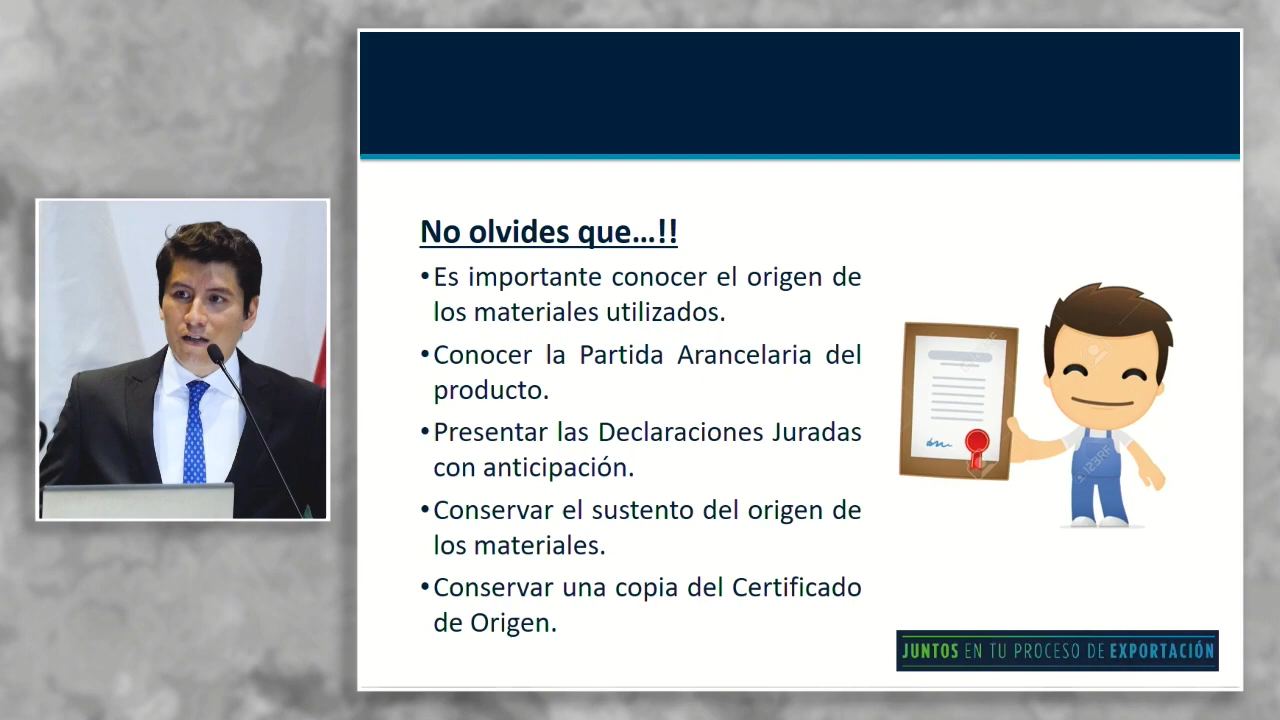 No olvides que...!!
•Es importante conocer el origen de
los materiales utilizados.
•Conocer la Partida Arancelaria del
producto.
•Presentar las Declaraciones Juradas
con anticipación.
•Conservar el sustento del origen de
los materiales.
•Conservar una copia del Certificado
de Origen.
JUNTOS EN TU PROCESO DE EXPORTACIÓN
123RF